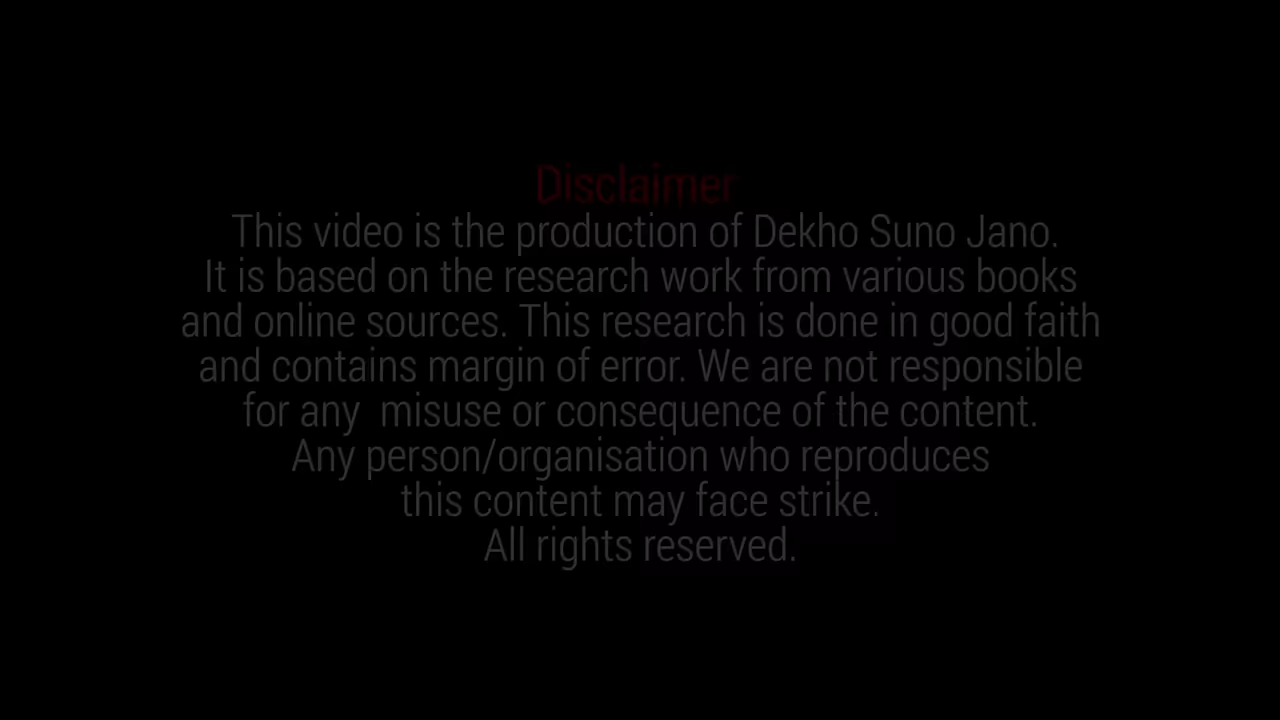 Disclaimer
This video is the production of Dekho Suno Jano.
It is based on the research work from various books
and online sources. This research is done in good faith
and contains margin of error. We are not responsible
for any  misuse or consequence of the content.
Any person/organisation who reproduces
this content may face strike.
All rights reserved.